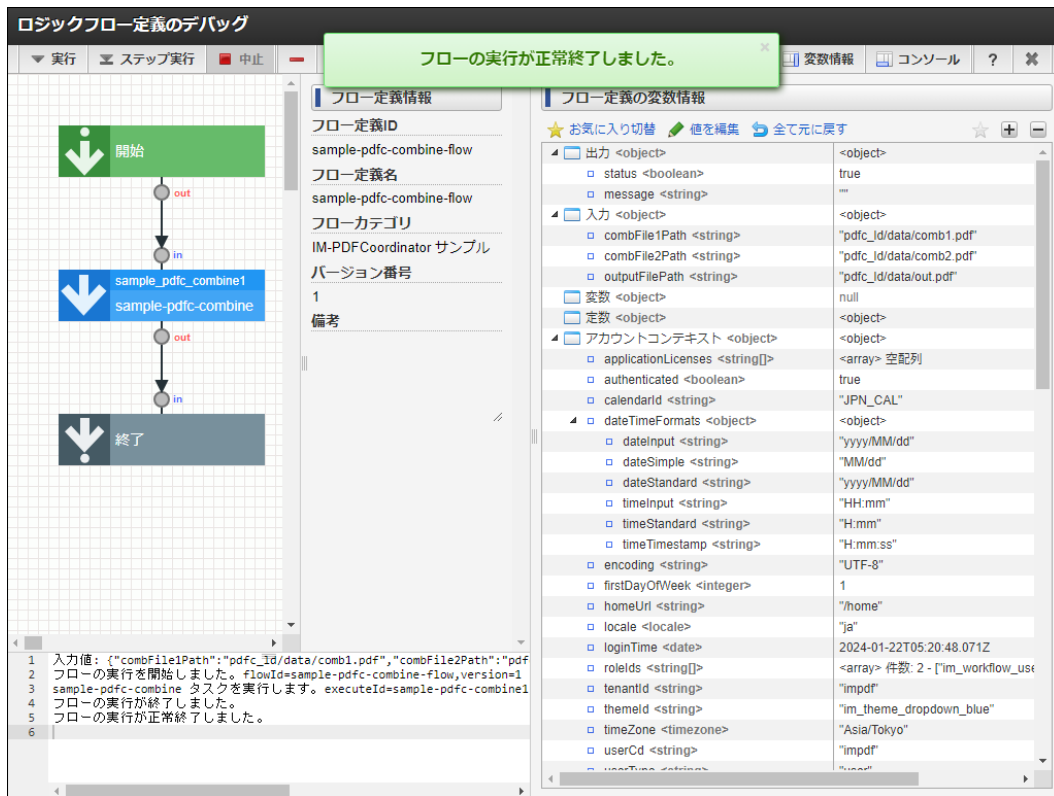 ロジックフロー定義のデバッグ
実行 ステップ実行 中止 変数情報 コンソール ?
フローの実行が正常終了しました。
開始
out
in
sample_pdfc_combine1
sample-pdfc-combine
out
in
終了
フロー定義情報
フロー定義ID
sample-pdfc-combine-flow
フロー定義名
sample-pdfc-combine-flow
フローカテゴリ
IM-PDFCoordinator サンプル
バージョン番号
1
備考
フロー定義の変数情報
お気に入り切替 値を編集 全て元に戻す
出力 <object> <object>
status <boolean> true
message <string> ""
入力 <object> <object>
combFile1Path <string> "pdfc_ld/data/comb1.pdf"
combFile2Path <string> "pdfc_ld/data/comb2.pdf"
outputFilePath <string> "pdfc_ld/data/out.pdf"
変数 <object> null
定数 <object> <object>
アカウントコンテキスト <object> <object>
applicationLicenses <string[]> <array> 空配列
authenticated <boolean> true
calendarId <string> "JPN_CAL"
dateTimeFormats <object> <object>
dateInput <string> "yyyy/MM/dd"
dateSimple <string> "MM/dd"
dateStandard <string> "yyyy/MM/dd"
timeInput <string> "HH:mm"
timeStandard <string> "H:mm"
timeTimestamp <string> "H:mm:ss"
encoding <string> "UTF-8"
firstDayOfWeek <integer> 1
homeUrl <string> "/home"
locale <locale> "ja"
loginTime <date> 2024-01-22T05:20:48.071Z
roleIds <string[]> <array> 件数: 2 - ["im_workflow_use
tenantId <string> "impdf"
themeId <string> "im_theme_dropdown_blue"
timeZone <timezone> "Asia/Tokyo"
userCd <string> "impdf"
userType <string> "user"
1 入力値: {"combFile1Path":"pdfc_ld/data/comb1.pdf","combFile2Path":"pdf
2 フローの実行を開始しました。flowId=sample-pdfc-combine-flow,version=1
3 sample-pdfc-combine タスクを実行します。executeId=sample-pdfc-combine1
4 フローの実行が終了しました。
5 フローの実行が正常終了しました。
6